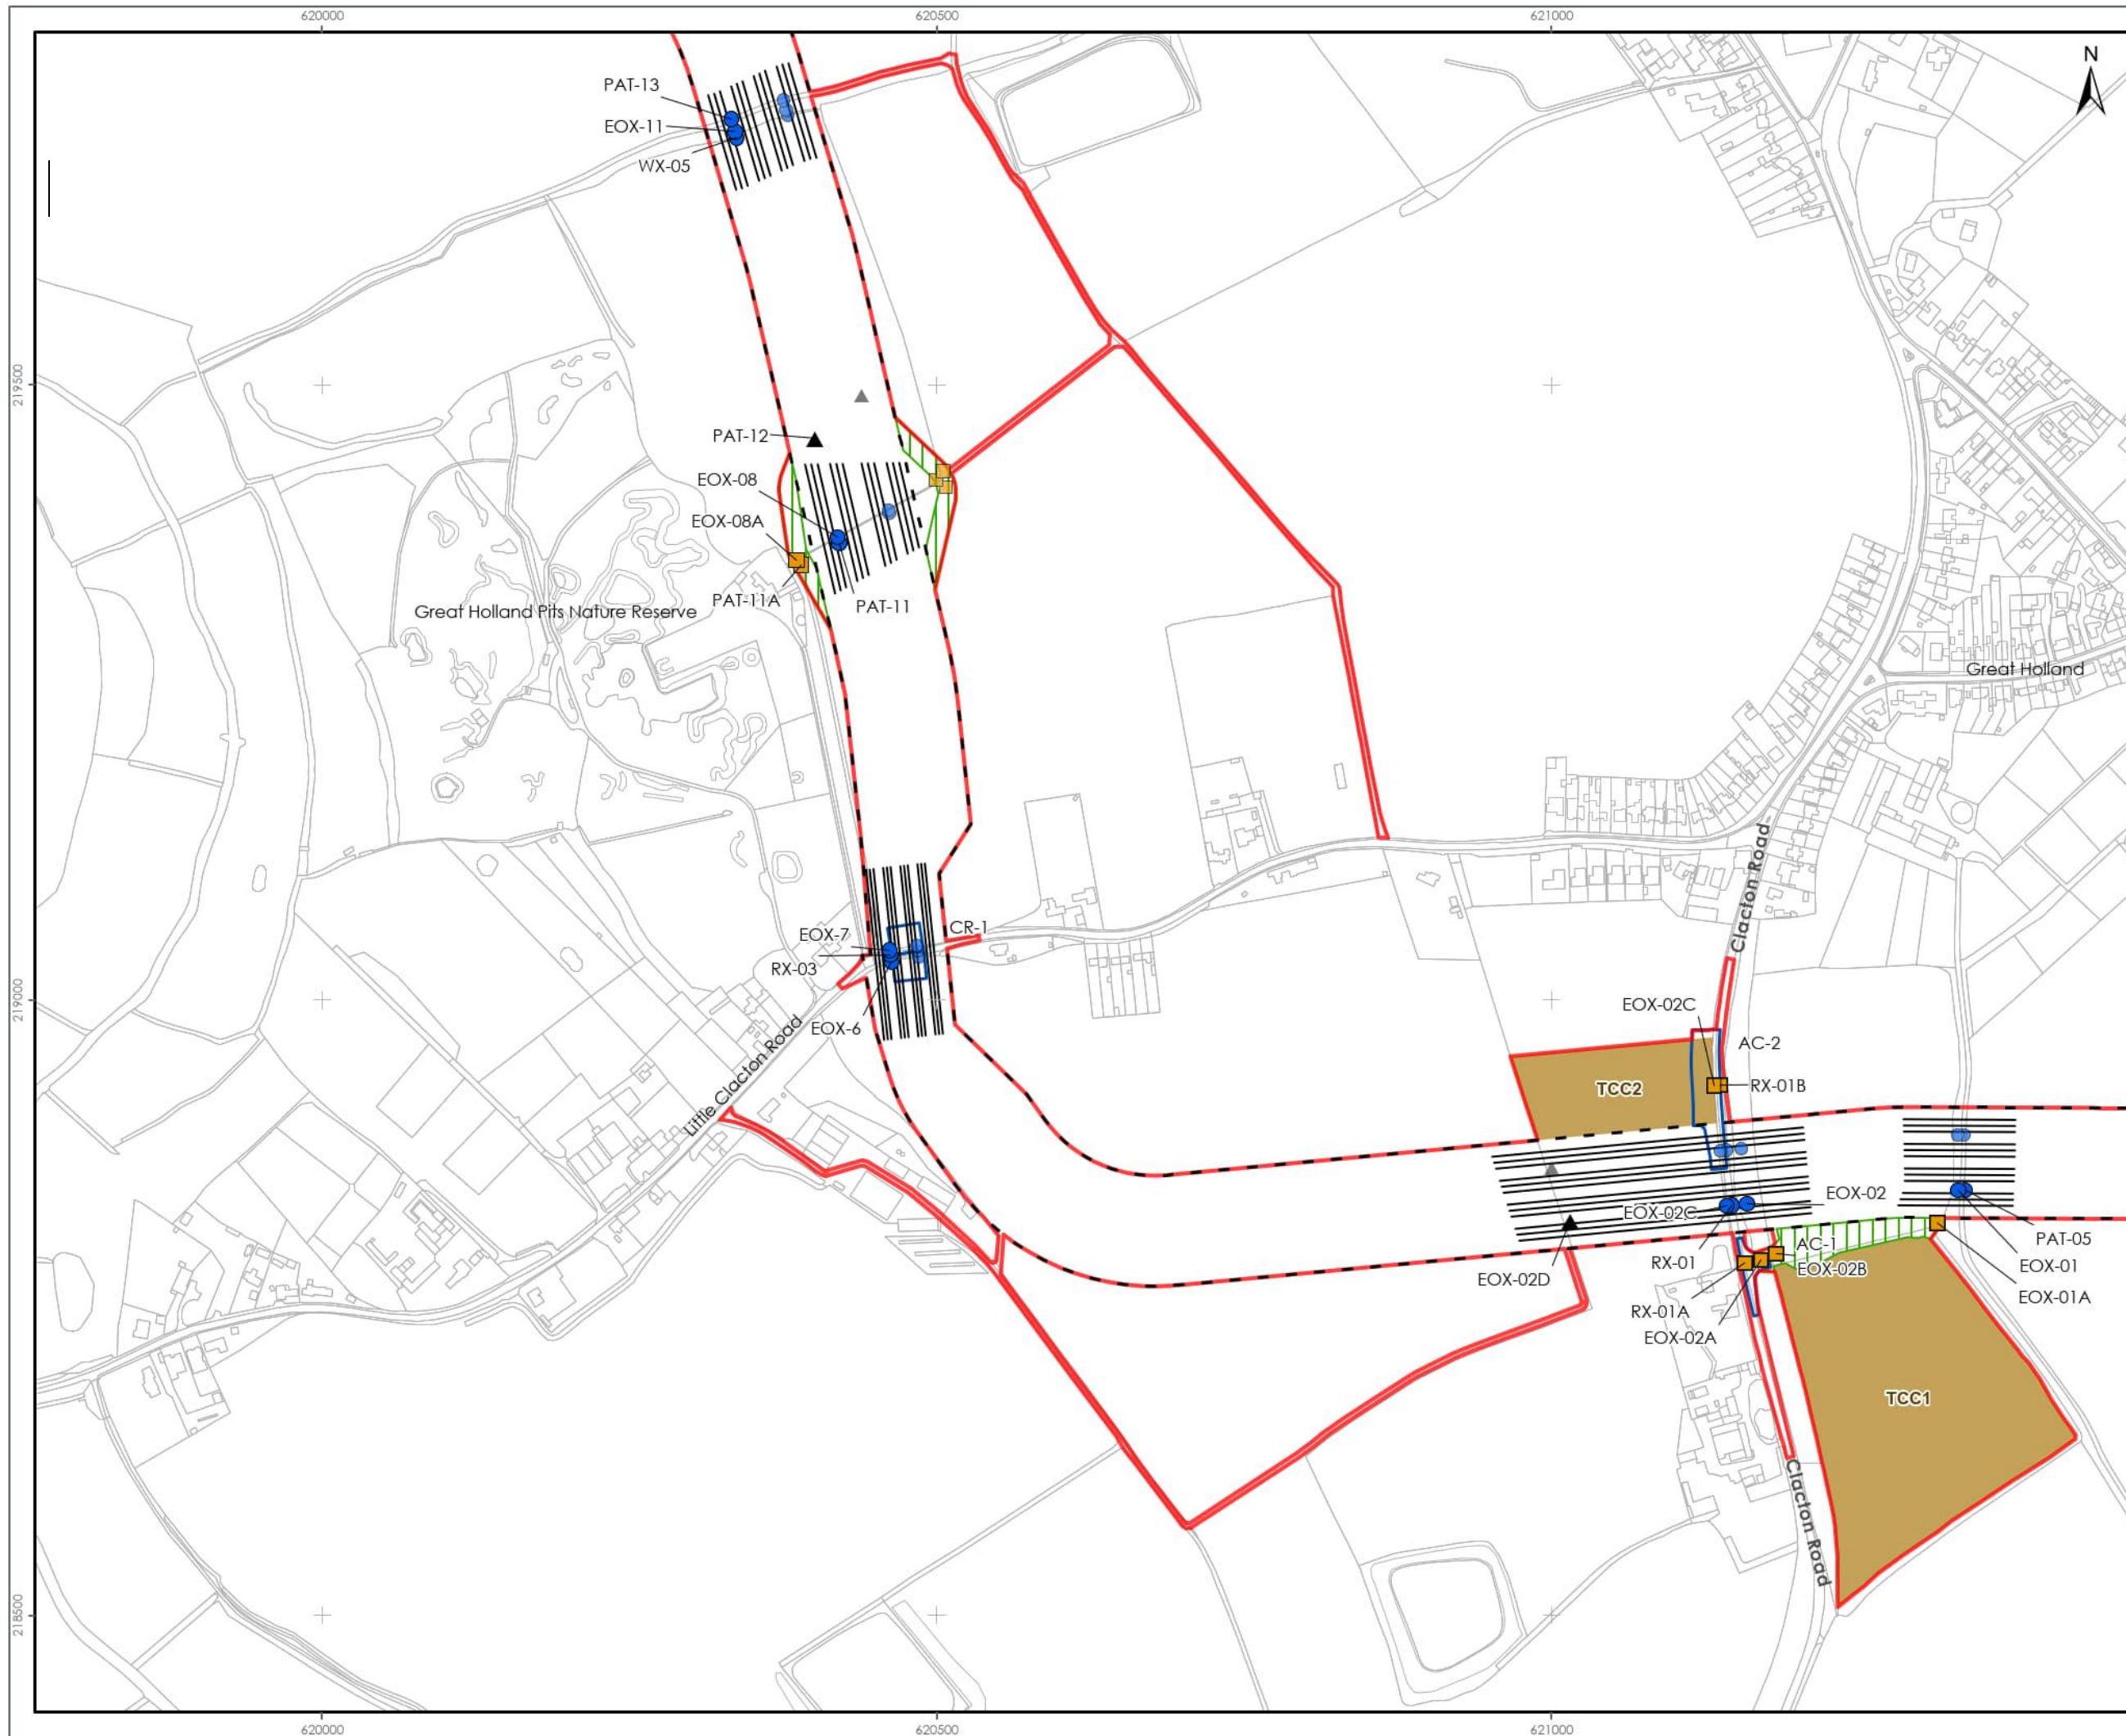 620000
620500
621000
N
PAT-13
EOX-11
WX-05
219500
PAT-12
EOX-08
EOX-08A
PAT-11A
PAT-11
Great Holland Pits Nature Reserve
Great Holland
Clacton Road
CR-1
EOX-7
RX-03
EOX-6
219000
Little Clacton Road
EOX-02C
AC-2
RX-01B
TCC2
EOX-02
EOX-02C
PAT-05
AC-1
RX-01
EOX-02B
EOX-01
EOX-02D
EOX-01A
RX-01A
EOX-02A
TCC1
Clacton Road
218500
620000
620500
621000